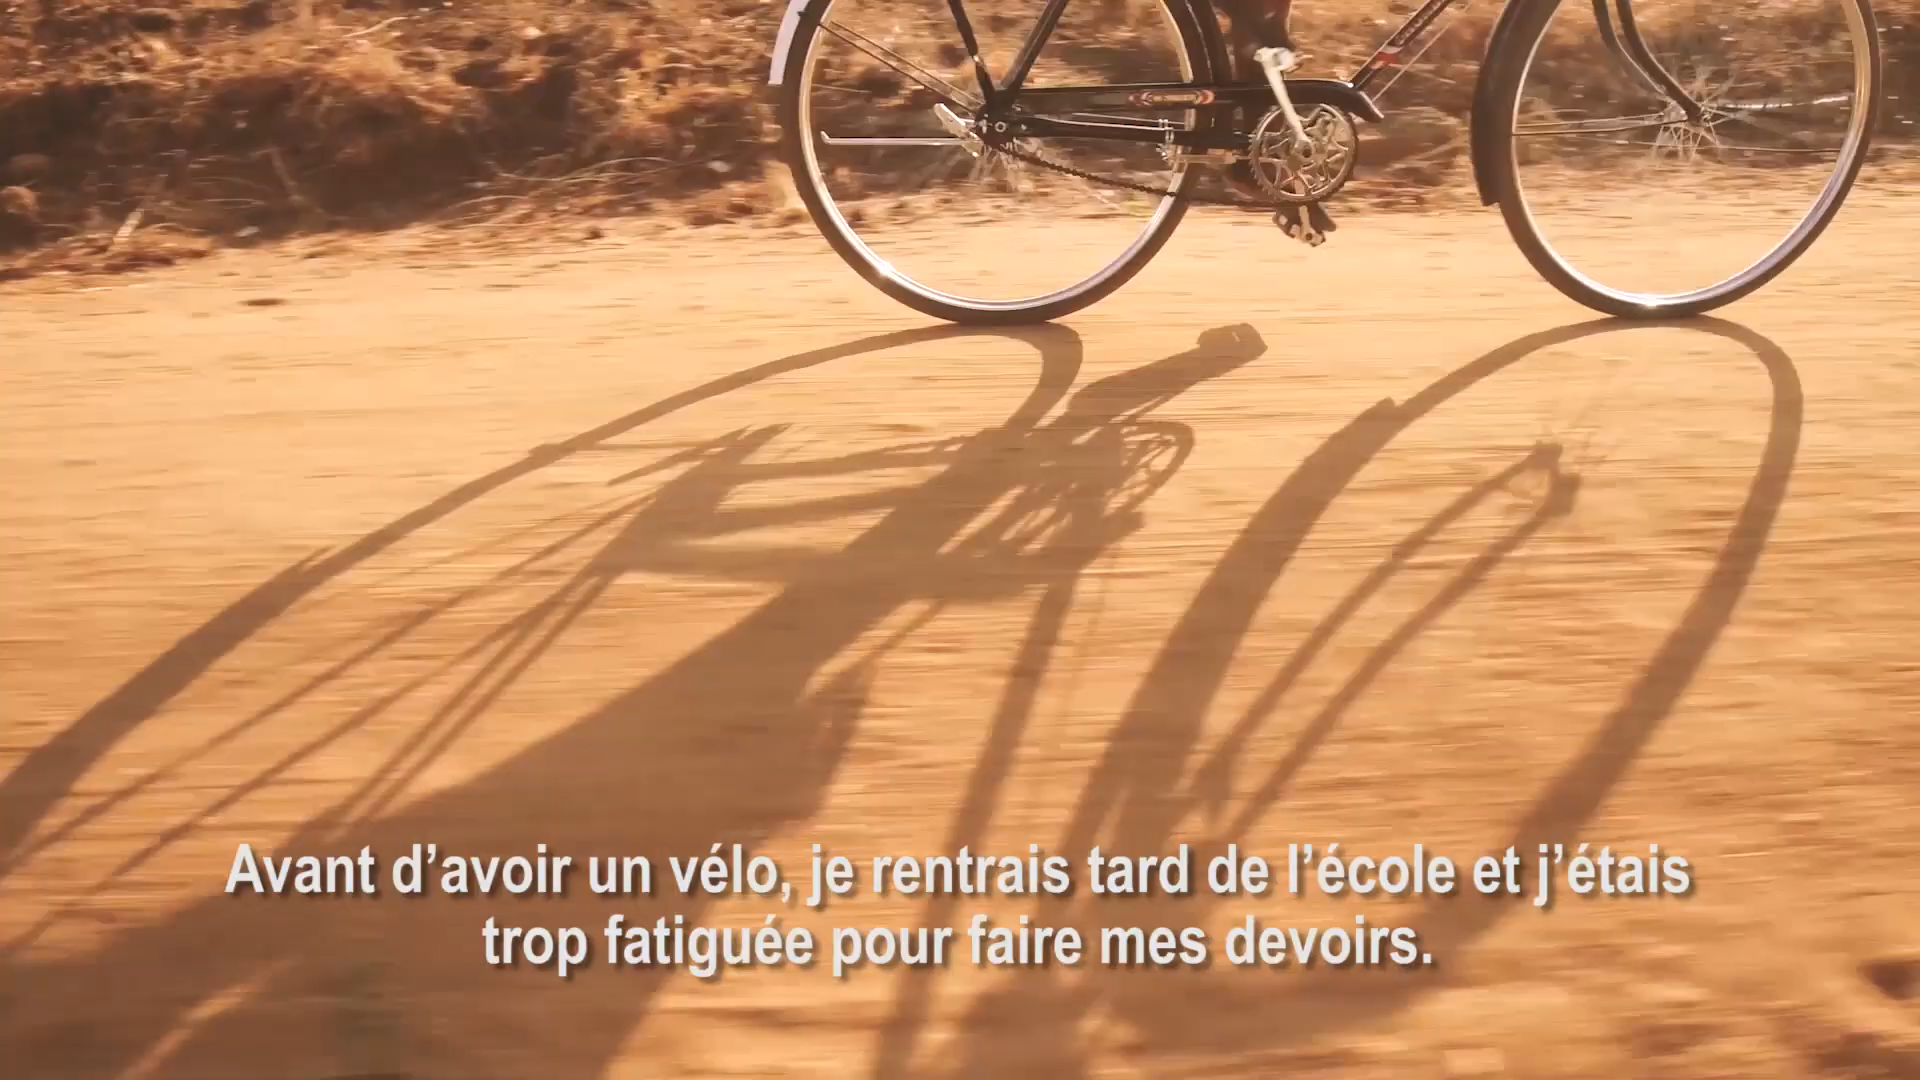 Avant d’avoir un vélo, je rentrais tard de l’école et j’étais
trop fatiguée pour faire mes devoirs.